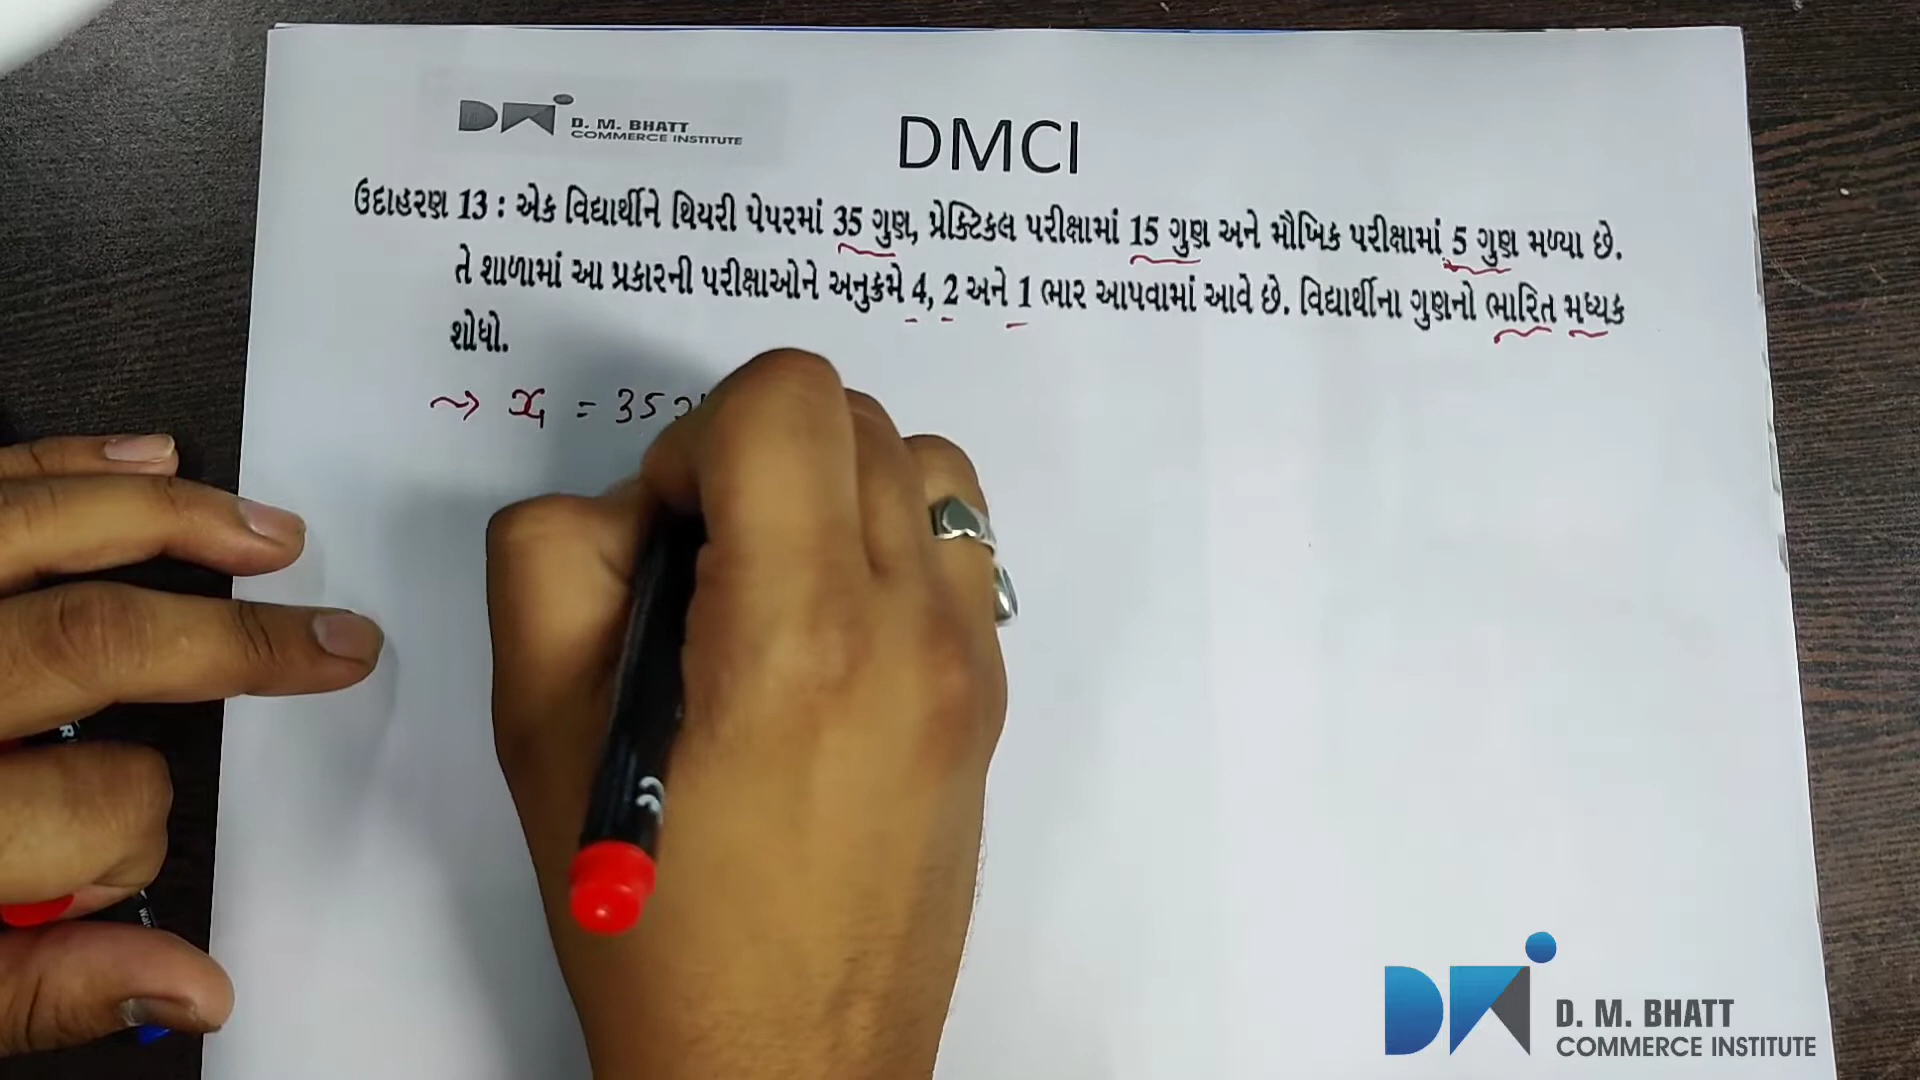 D. M. BHATT
COMMERCE INSTITUTE
DMCI
ઉદાહરણ 13 : એક વિદ્યાર્થીને થિયરી પેપરમાં 35 ગુણ, પ્રેક્ટિકલ પરીક્ષામાં 15 ગુણ અને મૌખિક પરીક્ષામાં 5 ગુણ મળ્યા છે.
તે શાળામાં આ પ્રકારની પરીક્ષાઓને અનુક્રમે 4, 2 અને 1 ભાર આપવામાં આવે છે. વિદ્યાર્થીના ગુણનો ભારિત મધ્યક
શોધો.
→ x₁ = 35
D. M. BHATT
COMMERCE INSTITUTE